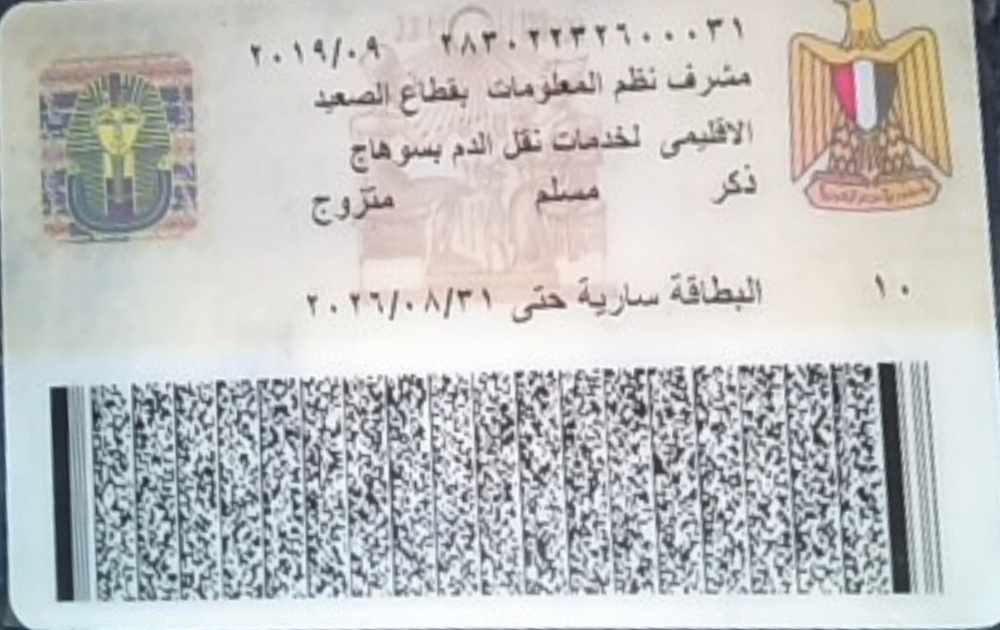 ٢٨٣٠٢٢٣٢٦٠٠٠٣١ ٢٠١٩/٠٩
مشرف نظم المعلومات بقطاع الصعيد
الاقليمى لخدمات نقل الدم بسوهاج
ذكر مسلم متزوج
١٠ البطاقة سارية حتى ٢٠٢٦/٠٨/٣١